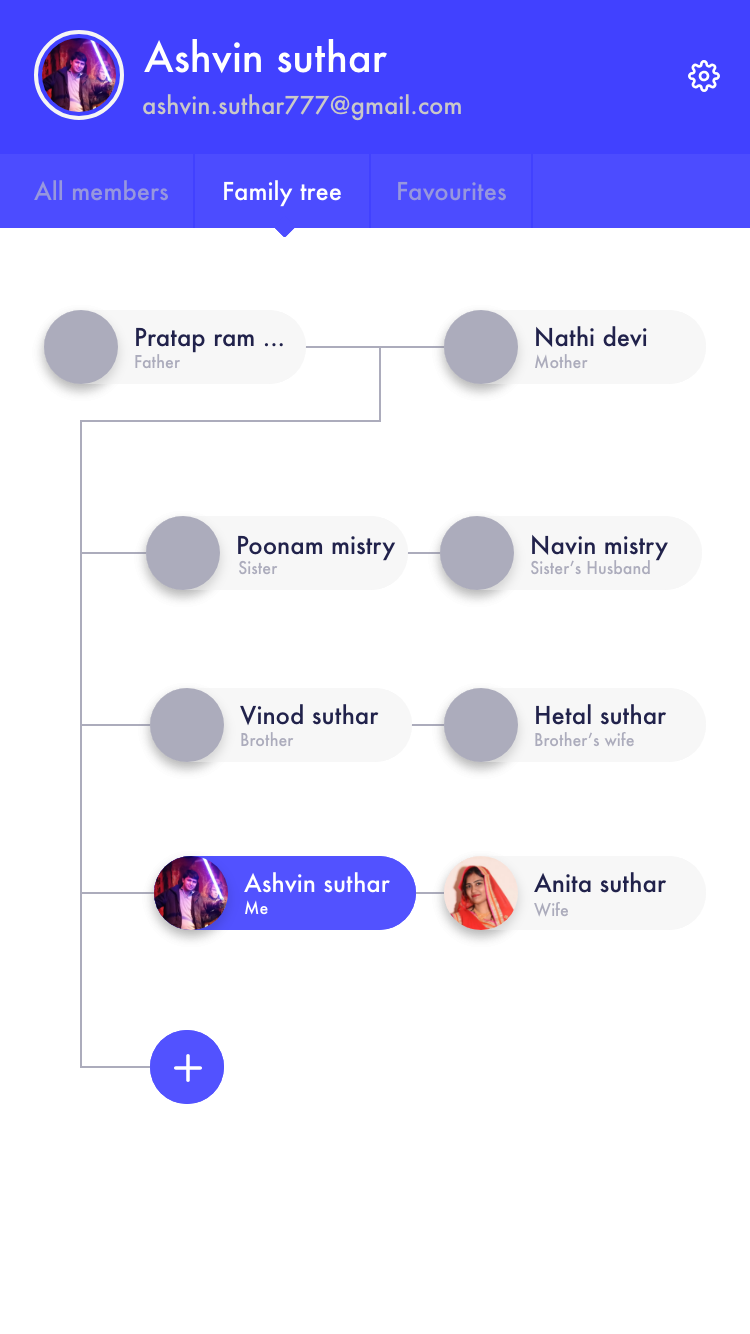 Ashvin suthar
ashvin.suthar777@gmail.com
All members
Family tree
Favourites
Pratap ram ...
Father
Nathi devi
Mother
Poonam mistry
Sister
Navin mistry
Sister’s Husband
Vinod suthar
Brother
Hetal suthar
Brother’s wife
Ashvin suthar
Me
Anita suthar
Wife